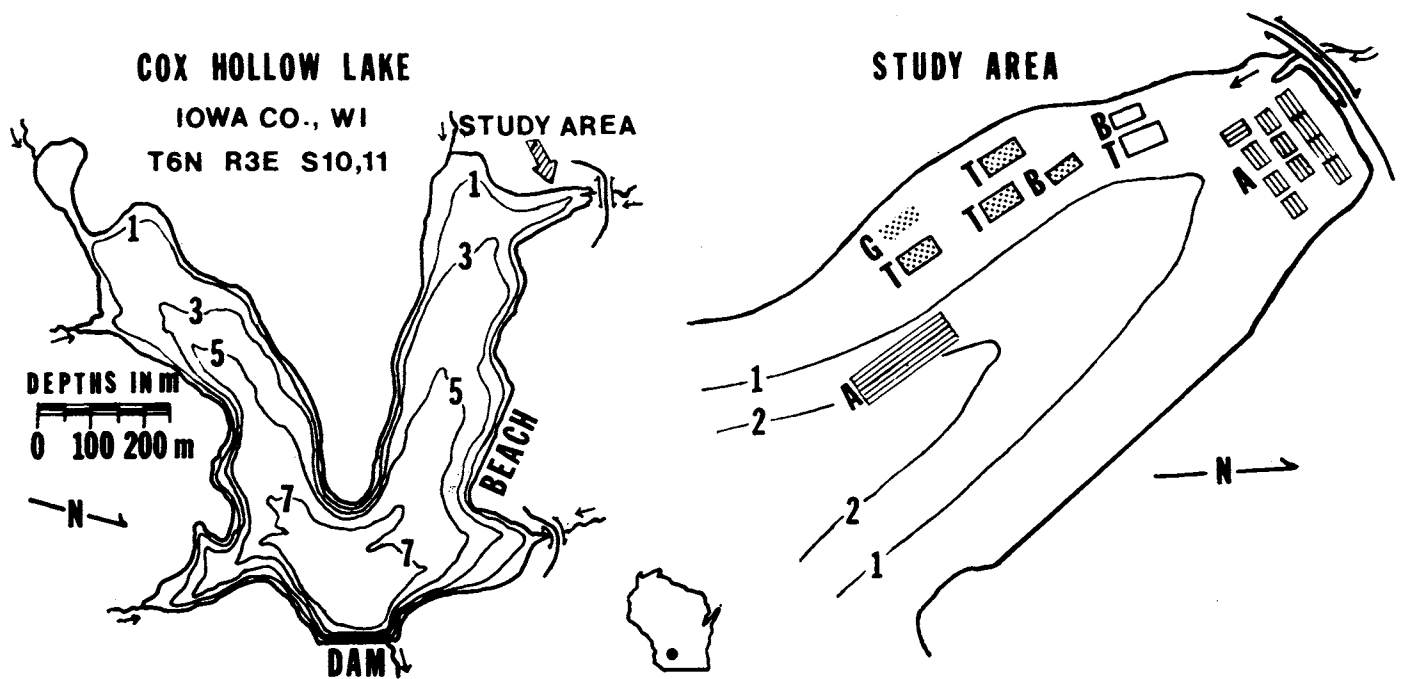 COX HOLLOW LAKE
IOWA CO., WI
T6N R3E S10,11
STUDY AREA
1
1
3
3
5
5
DEPTHS IN m
0 100 200 m
N
BEACH
7
7
DAM
STUDY AREA
B
T
T
B
T
A
G
T
1
A
2
N
2
1